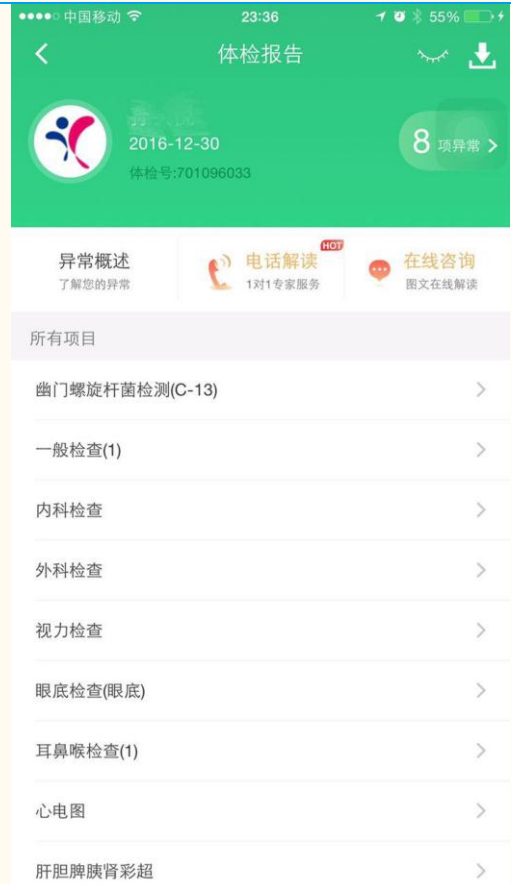 中国移动 23:36 55%
体检报告
2016-12-30
体检号:701096033
8 项异常
异常概述
了解您的异常
电话解读 HOT
1对1专家服务
在线咨询
图文在线解读
所有项目
幽门螺旋杆菌检测(C-13)
一般检查(1)
内科检查
外科检查
视力检查
眼底检查(眼底)
耳鼻喉检查(1)
心电图
肝胆脾胰肾彩超